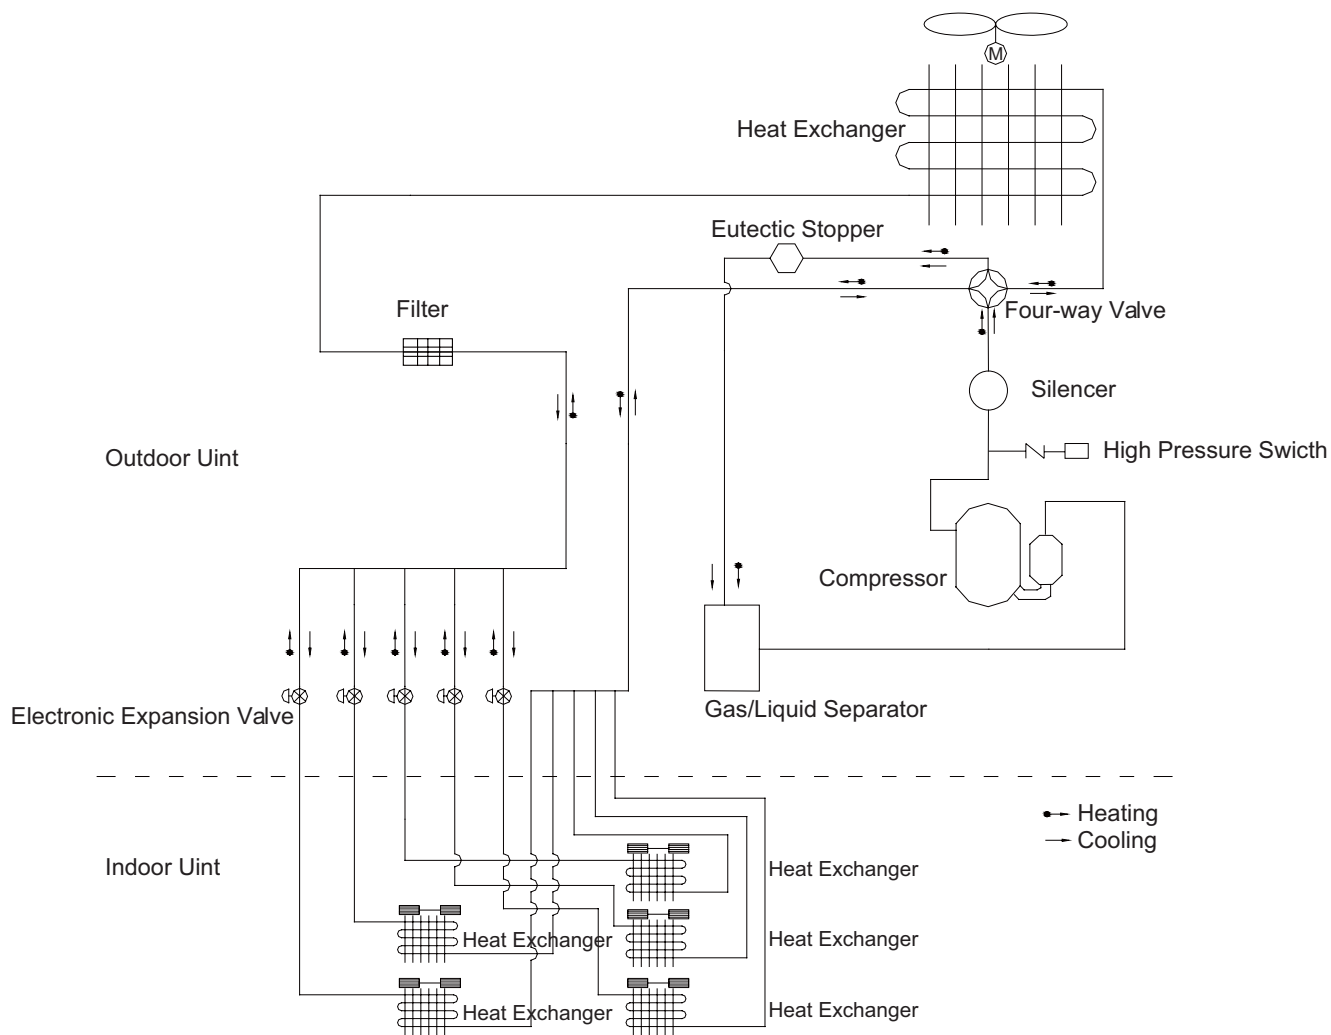 M
Heat Exchanger
Eutectic Stopper
Filter
Four-way Valve
Silencer
Outdoor Uint
High Pressure Swicth
Compressor
Electronic Expansion Valve
Gas/Liquid Separator
Heating
Cooling
Indoor Uint
Heat Exchanger
Heat Exchanger
Heat Exchanger
Heat Exchanger
Heat Exchanger